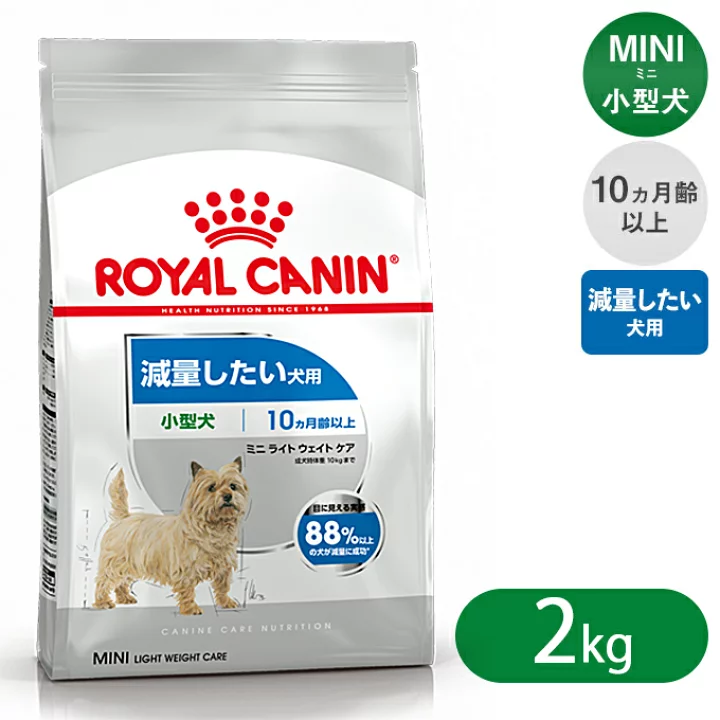 MINI
ミニ
小型犬
10ヵ月齢
以上
減量したい
犬用
ROYAL CANIN®
HEALTH NUTRITION SINCE 1968
減量したい犬用
小型犬 10ヵ月齢以上
ミニ ライト ウェイト ケア
成犬時体重 10kgまで
目に見える実感
88%以上
の犬が減量に成功*
CANINE CARE NUTRITION
MINI LIGHT WEIGHT CARE
2kg